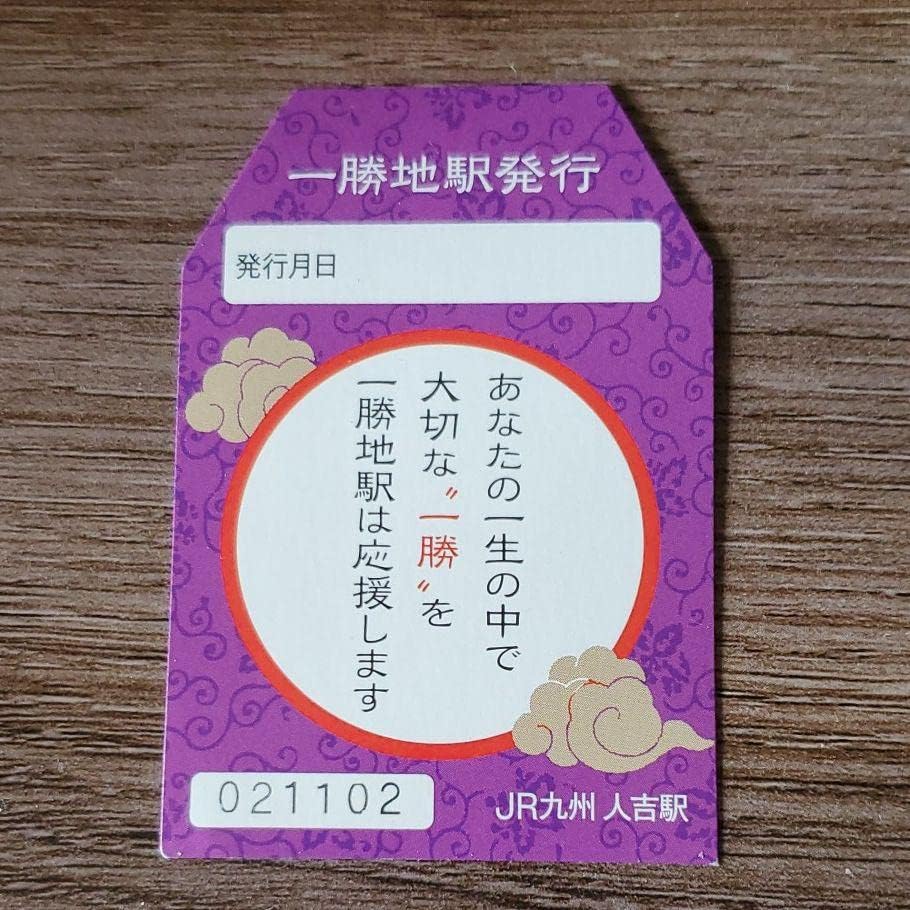 一勝地駅発行
発行月日
あなたの一生の中で
大切な〝一勝〟を
一勝地駅は応援します
021102
JR九州 人吉駅